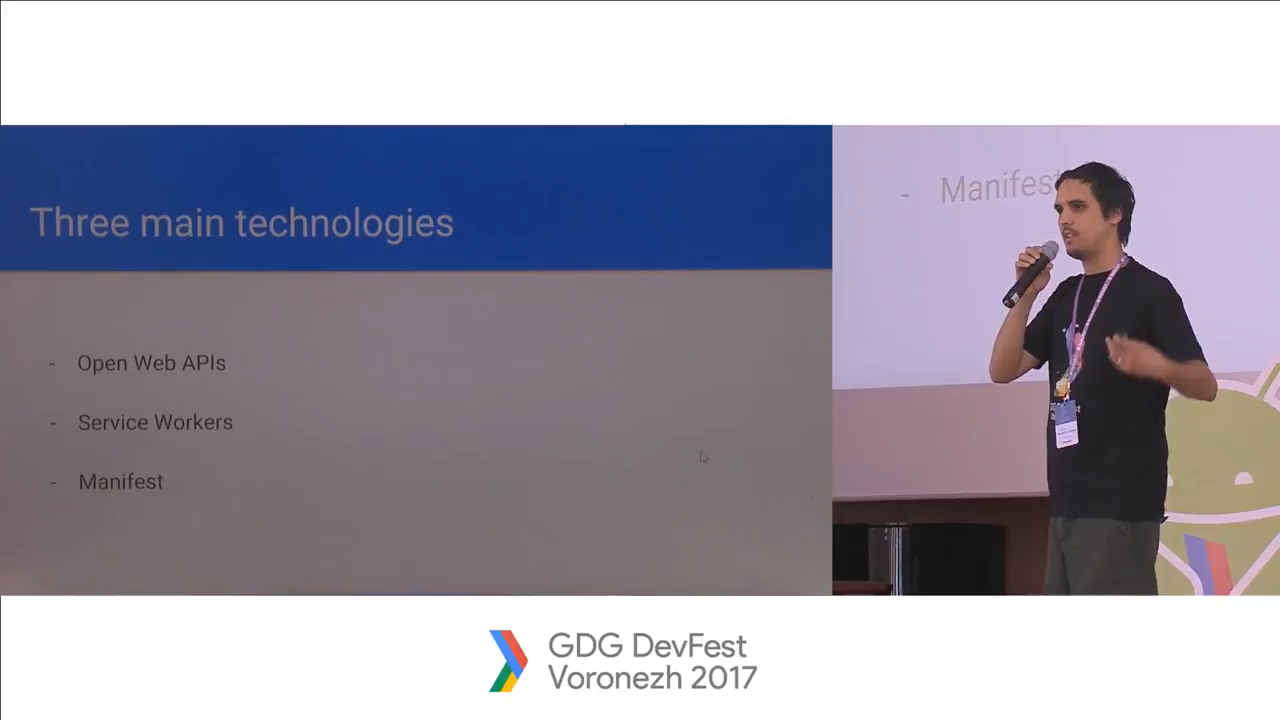 Three main technologies
- Open Web APIs
- Service Workers
- Manifest
- Manifest
GDG DevFest
Voronezh 2017